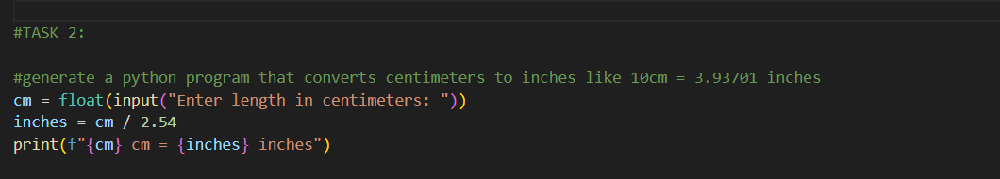 #TASK 2:
#generate a python program that converts centimeters to inches like 10cm = 3.93701 inches
cm = float(input("Enter length in centimeters: "))
inches = cm / 2.54
print(f"{cm} cm = {inches} inches")